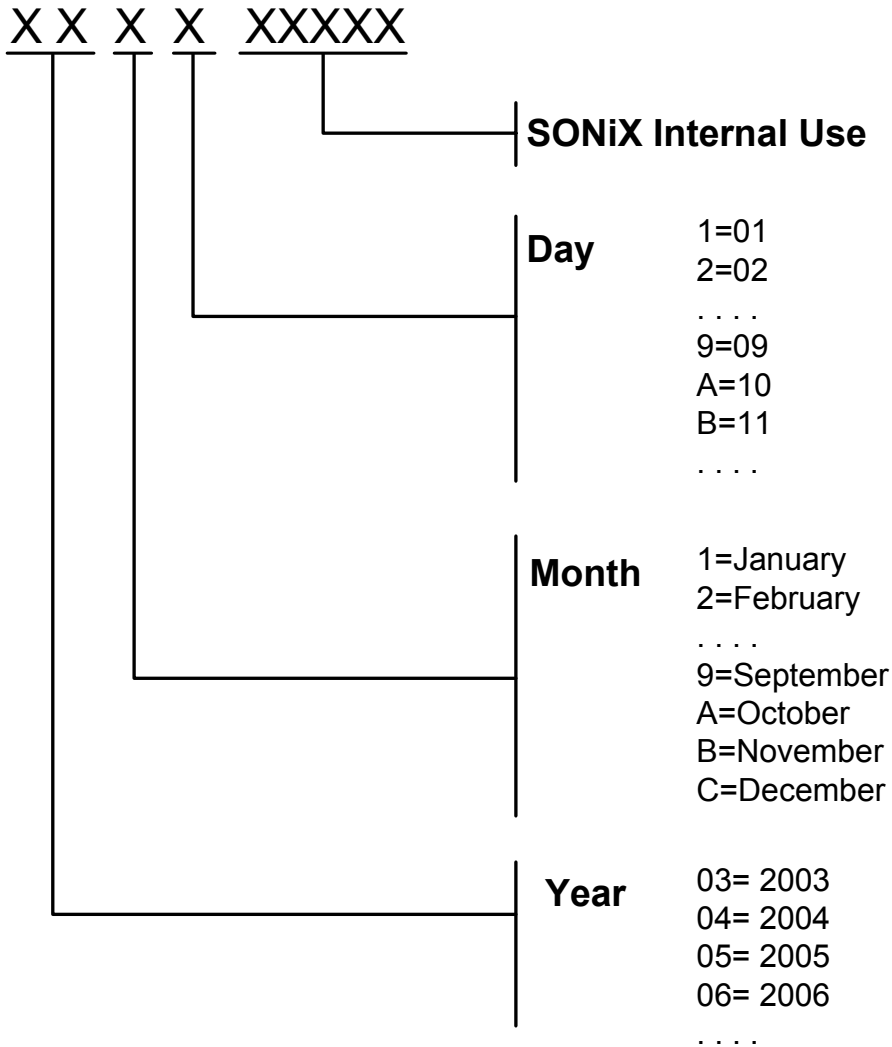 X X X X XXXXX
SONiX Internal Use
Day
1=01
2=02
. . . .
9=09
A=10
B=11
. . . .
Month
1=January
2=February
. . . .
9=September
A=October
B=November
C=December
Year
03= 2003
04= 2004
05= 2005
06= 2006
. . . .